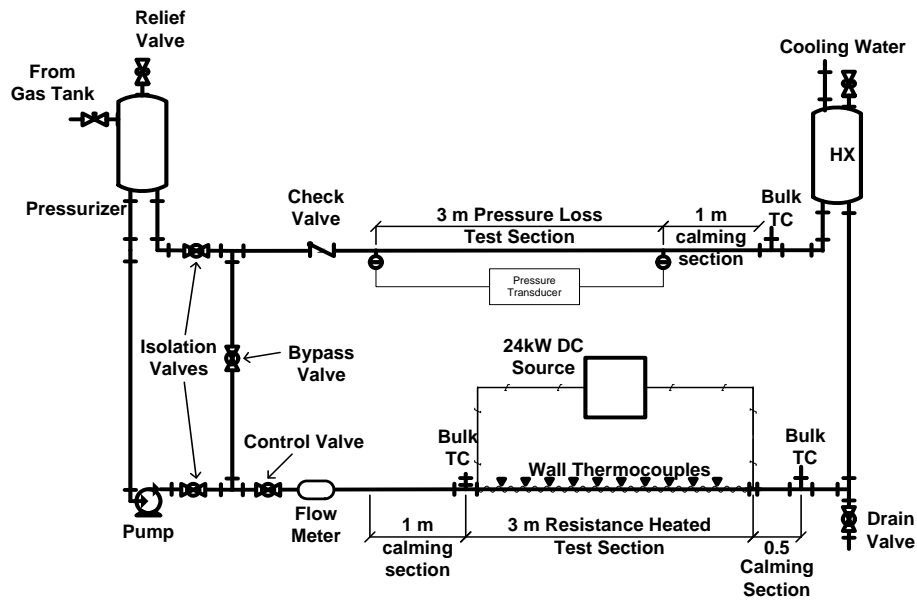 Relief
Valve
From
Gas Tank
Cooling Water
HX
Pressurizer
Check
Valve
3 m Pressure Loss
Test Section
1 m
calming
section
Bulk
TC
Pressure
Transducer
Isolation
Valves
Bypass
Valve
24kW DC
Source
Control Valve
Bulk
TC
Wall Thermocouples
Bulk
TC
Pump
Flow
Meter
1 m
calming
section
3 m Resistance Heated
Test Section
0.5
Calming
Section
Drain
Valve